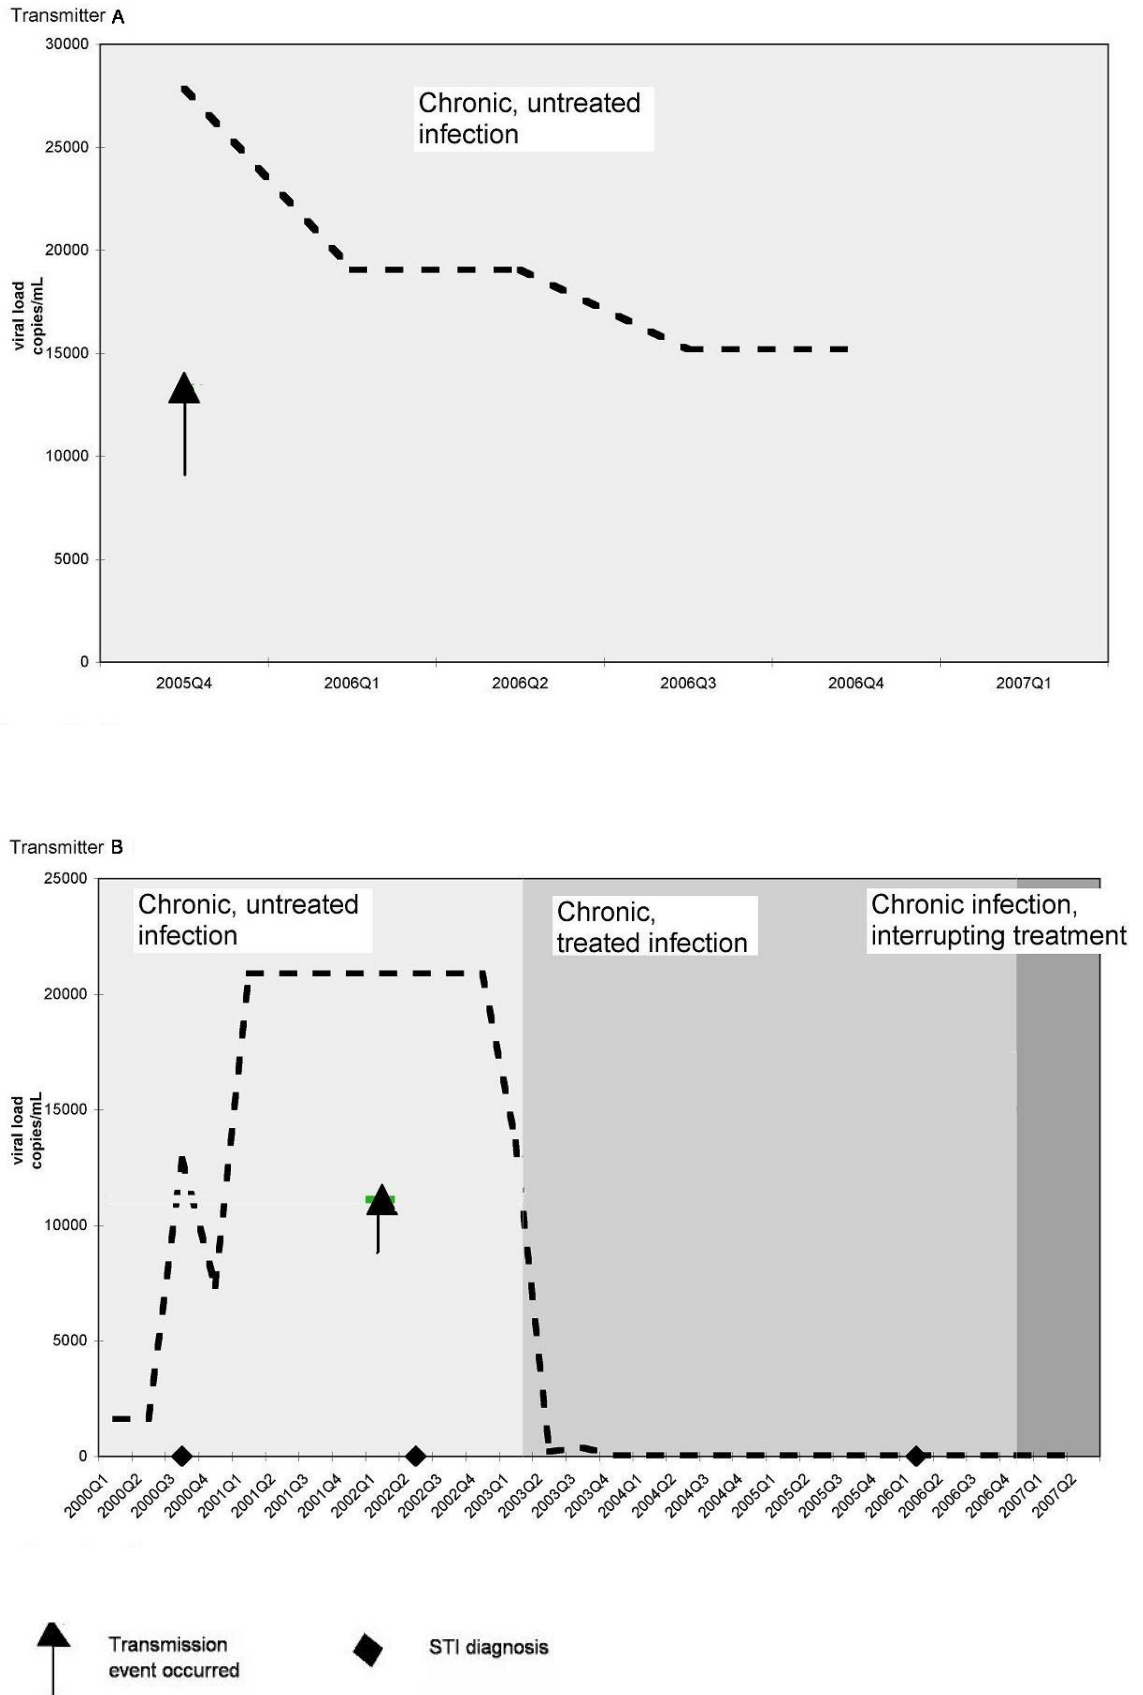 Transmitter A
30000
25000
20000
15000
10000
5000
0
viral load
copies/mL
Chronic, untreated
infection
2005Q4 2006Q1 2006Q2 2006Q3 2006Q4 2007Q1
Transmitter B
25000
20000
15000
10000
5000
0
viral load
copies/mL
Chronic, untreated
infection
Chronic,
treated infection
Chronic infection,
interrupting treatment
2000Q1 2000Q2 2000Q3 2000Q4 2001Q1 2001Q2 2001Q3 2001Q4 2002Q1 2002Q2 2002Q3 2002Q4 2003Q1 2003Q2 2003Q3 2003Q4 2004Q1 2004Q2 2004Q3 2004Q4 2005Q1 2005Q2 2005Q3 2005Q4 2006Q1 2006Q2 2006Q3 2006Q4 2007Q1 2007Q2
Transmission
event occurred
STI diagnosis